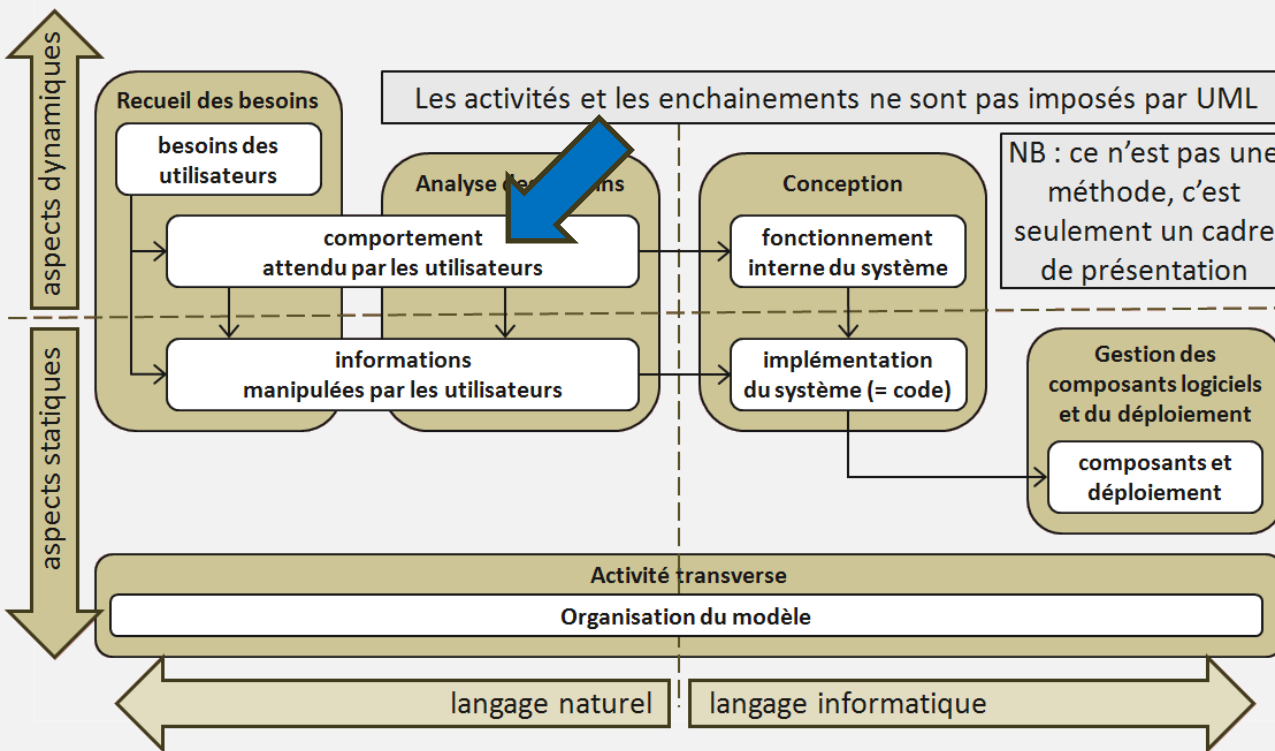 aspects dynamiques
Recueil des besoins
besoins des
utilisateurs
Les activités et les enchainements ne sont pas imposés par UML
NB : ce n'est pas une
méthode, c'est
seulement un cadre
de présentation
Analyse
ns
Conception
comportement
attendu par les utilisateurs
fonctionnement
interne du système
aspects statiques
informations
manipulées par les utilisateurs
implémentation
du système (= code)
Gestion des
composants logiciels
et du déploiement
composants et
déploiement
Activité transverse
Organisation du modèle
langage naturel
langage informatique